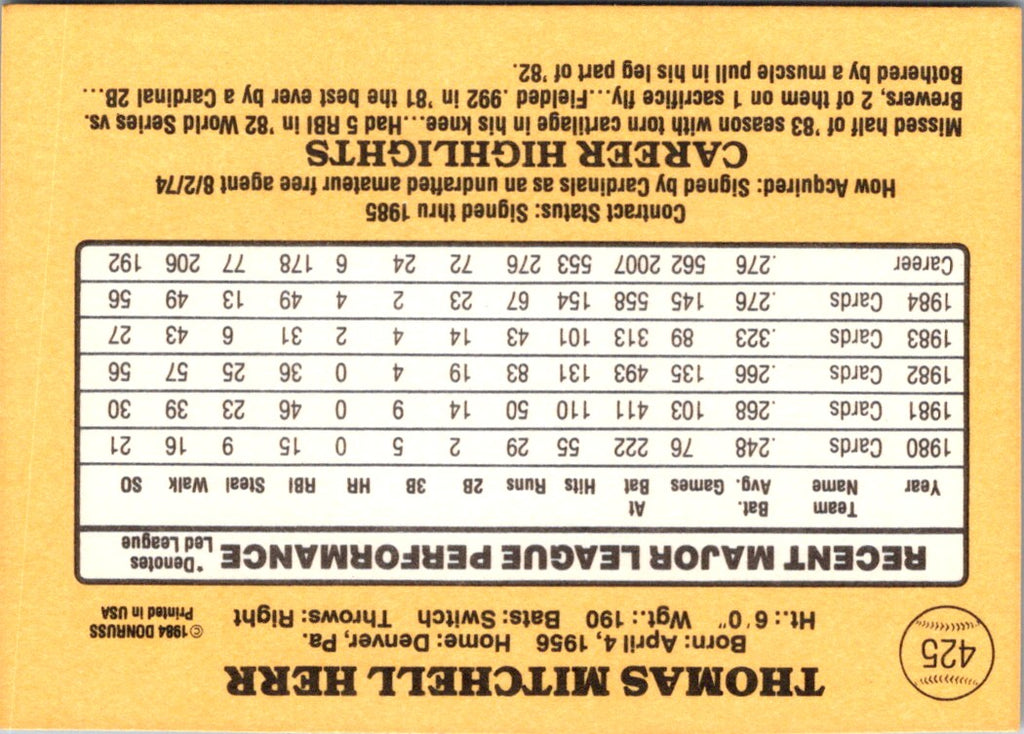 425
THOMAS MITCHELL HERR
Born: April 4, 1956 Home: Denver, Pa.
Ht.: 6'0" Wgt.: 190 Bats: Switch Throws: Right
©1984 DONRUSS
Printed in USA
RECENT MAJOR LEAGUE PERFORMANCE *Denotes Led League
Year Team Name Bat. Avg. Games At Bat Hits Runs 2B 3B HR RBI Steal Walk SO
1980 Cards .248 76 222 55 29 2 5 0 15 9 16 21
1981 Cards .268 103 411 110 50 14 9 0 46 23 39 30
1982 Cards .266 135 493 131 83 19 4 0 36 25 57 56
1983 Cards .323 89 313 101 43 14 4 2 31 6 43 27
1984 Cards .276 145 558 154 67 23 2 4 49 13 49 56
Career .276 562 2007 553 276 72 24 6 178 77 206 192
Contract Status: Signed thru 1985
How Acquired: Signed by Cardinals as an undrafted amateur free agent 8/2/74
CAREER HIGHLIGHTS
Missed half of '83 season with torn cartilage in his knee...Had 5 RBI in '82 World Series vs.
Brewers, 2 of them on 1 sacrifice fly...Fielded .992 in '81 the best ever by a Cardinal 2B...
Bothered by a muscle pull in his leg part of '82.